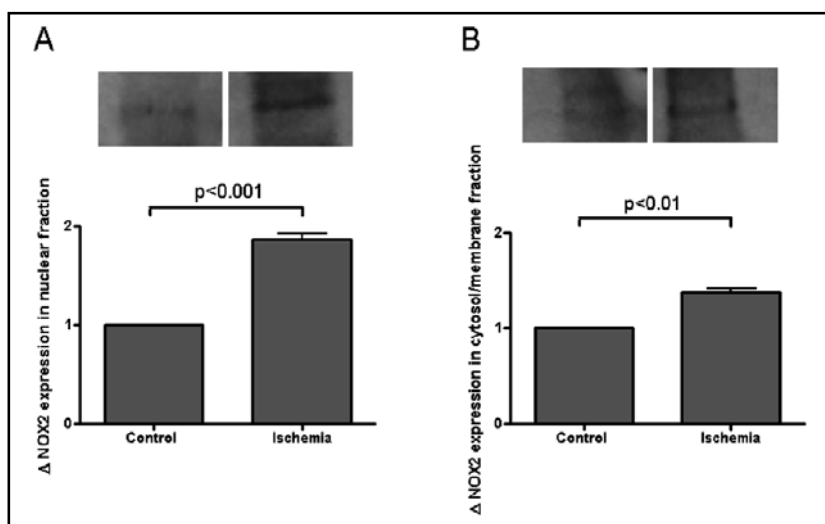 A
p<0.001
Δ NOX2 expression in nuclear fraction
2
1
0
Control Ischemia
B
p<0.01
Δ NOX2 expression in cytosol/membrane fraction
2
1
0
Control Ischemia